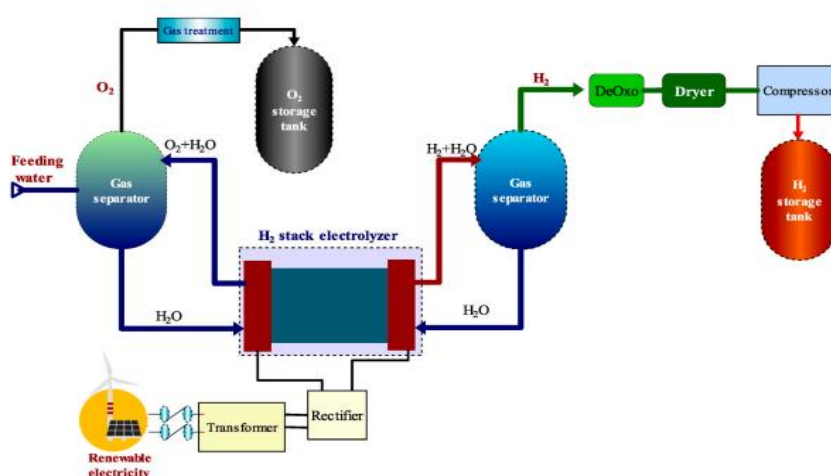 Gas treatment
O₂
O₂
storage
tank
H₂
DeOxo
Dryer
Compressor
Feeding
water
O₂+H₂O
H₂+H₂O
Gas
separator
Gas
separator
H₂
storage
tank
H₂ stack electrolyzer
H₂O
H₂O
Rectifier
Transformer
Renewable
electricity